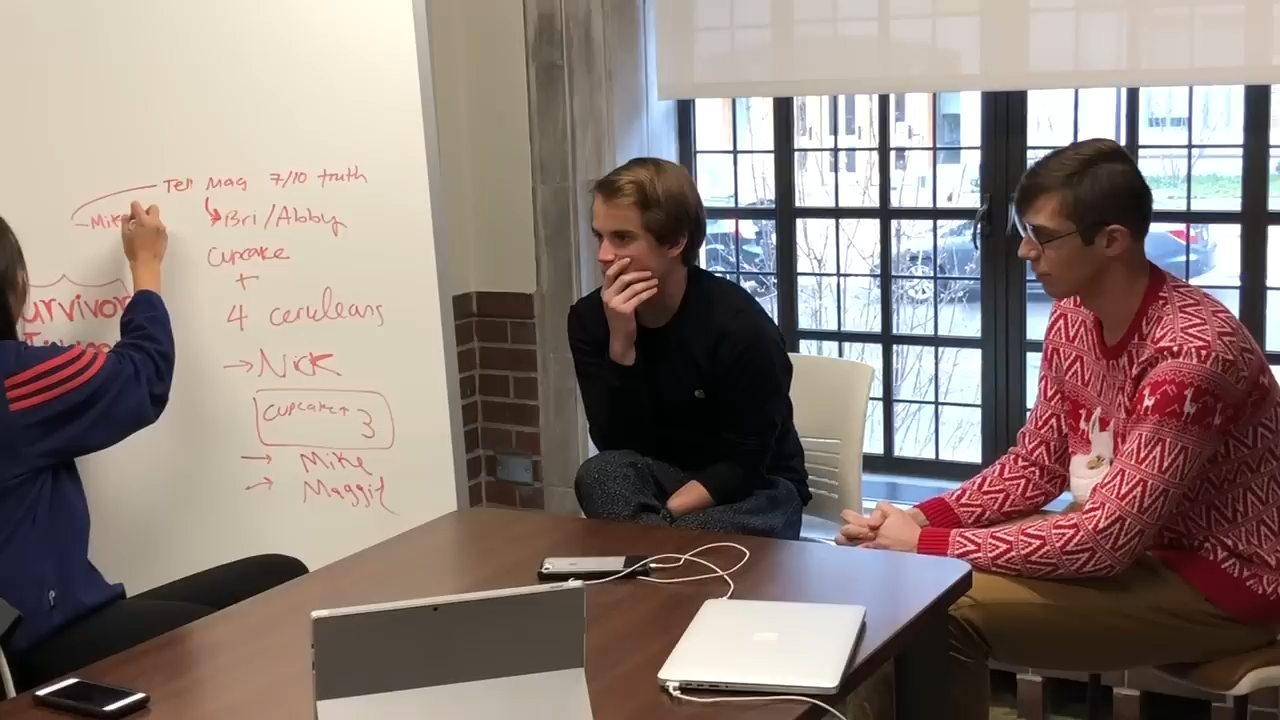 Tell Mag 7/10 truth
-Mike
Bri/Abby
Cupcake
+
4 ceruleans
urvivor
→Nick
Cupcake + 3
→ Mike
→ Maggie